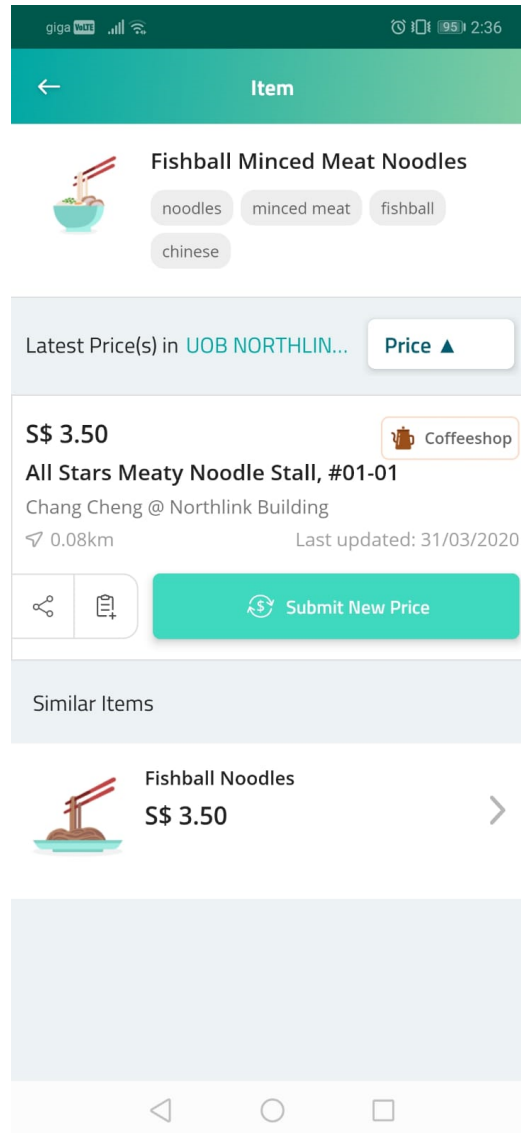 giga VoLTE 95 2:36
Item
Fishball Minced Meat Noodles
noodles minced meat fishball
chinese
Latest Price(s) in UOB NORTHLIN... Price ▲
S$ 3.50 Coffeeshop
All Stars Meaty Noodle Stall, #01-01
Chang Cheng @ Northlink Building
0.08km Last updated: 31/03/2020
Submit New Price
Similar Items
Fishball Noodles
S$ 3.50